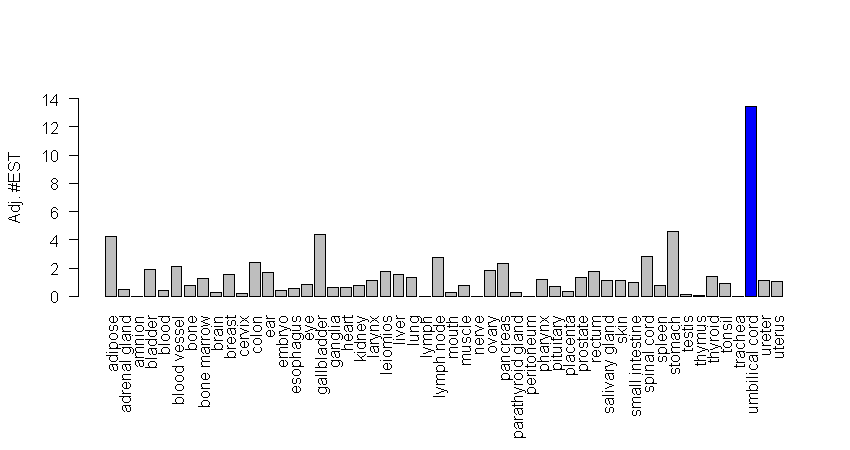 Adj. #EST
14
12
10
8
6
4
2
0
adipose
adrenal gland
amnion
bladder
blood
blood vessel
bone
bone marrow
brain
breast
cervix
colon
ear
embryo
esophagus
eye
gallbladder
ganglia
heart
kidney
larynx
leiomios
liver
lung
lymph
lymph node
mouth
muscle
nerve
ovary
pancreas
parathyroid gland
peritoneum
pharynx
pituitary
placenta
prostate
rectum
salivary gland
skin
small intestine
spinal cord
spleen
stomach
testis
thymus
thyroid
tonsil
trachea
umbilical cord
ureter
uterus